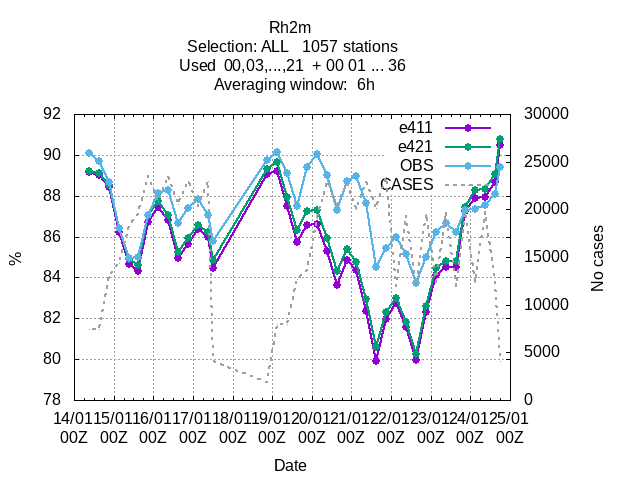 Rh2m
Selection: ALL   1057 stations
Used  00,03,...,21  + 00 01 ... 36
Averaging window:  6h
92
90
88
86
84
82
80
78
%
30000
25000
20000
15000
10000
5000
0
No cases
e411
e421
OBS
CASES
14/01 15/01 16/01 17/01 18/01 19/01 20/01 21/01 22/01 23/01 24/01 25/01
00Z 00Z 00Z 00Z 00Z 00Z 00Z 00Z 00Z 00Z 00Z 00Z
Date